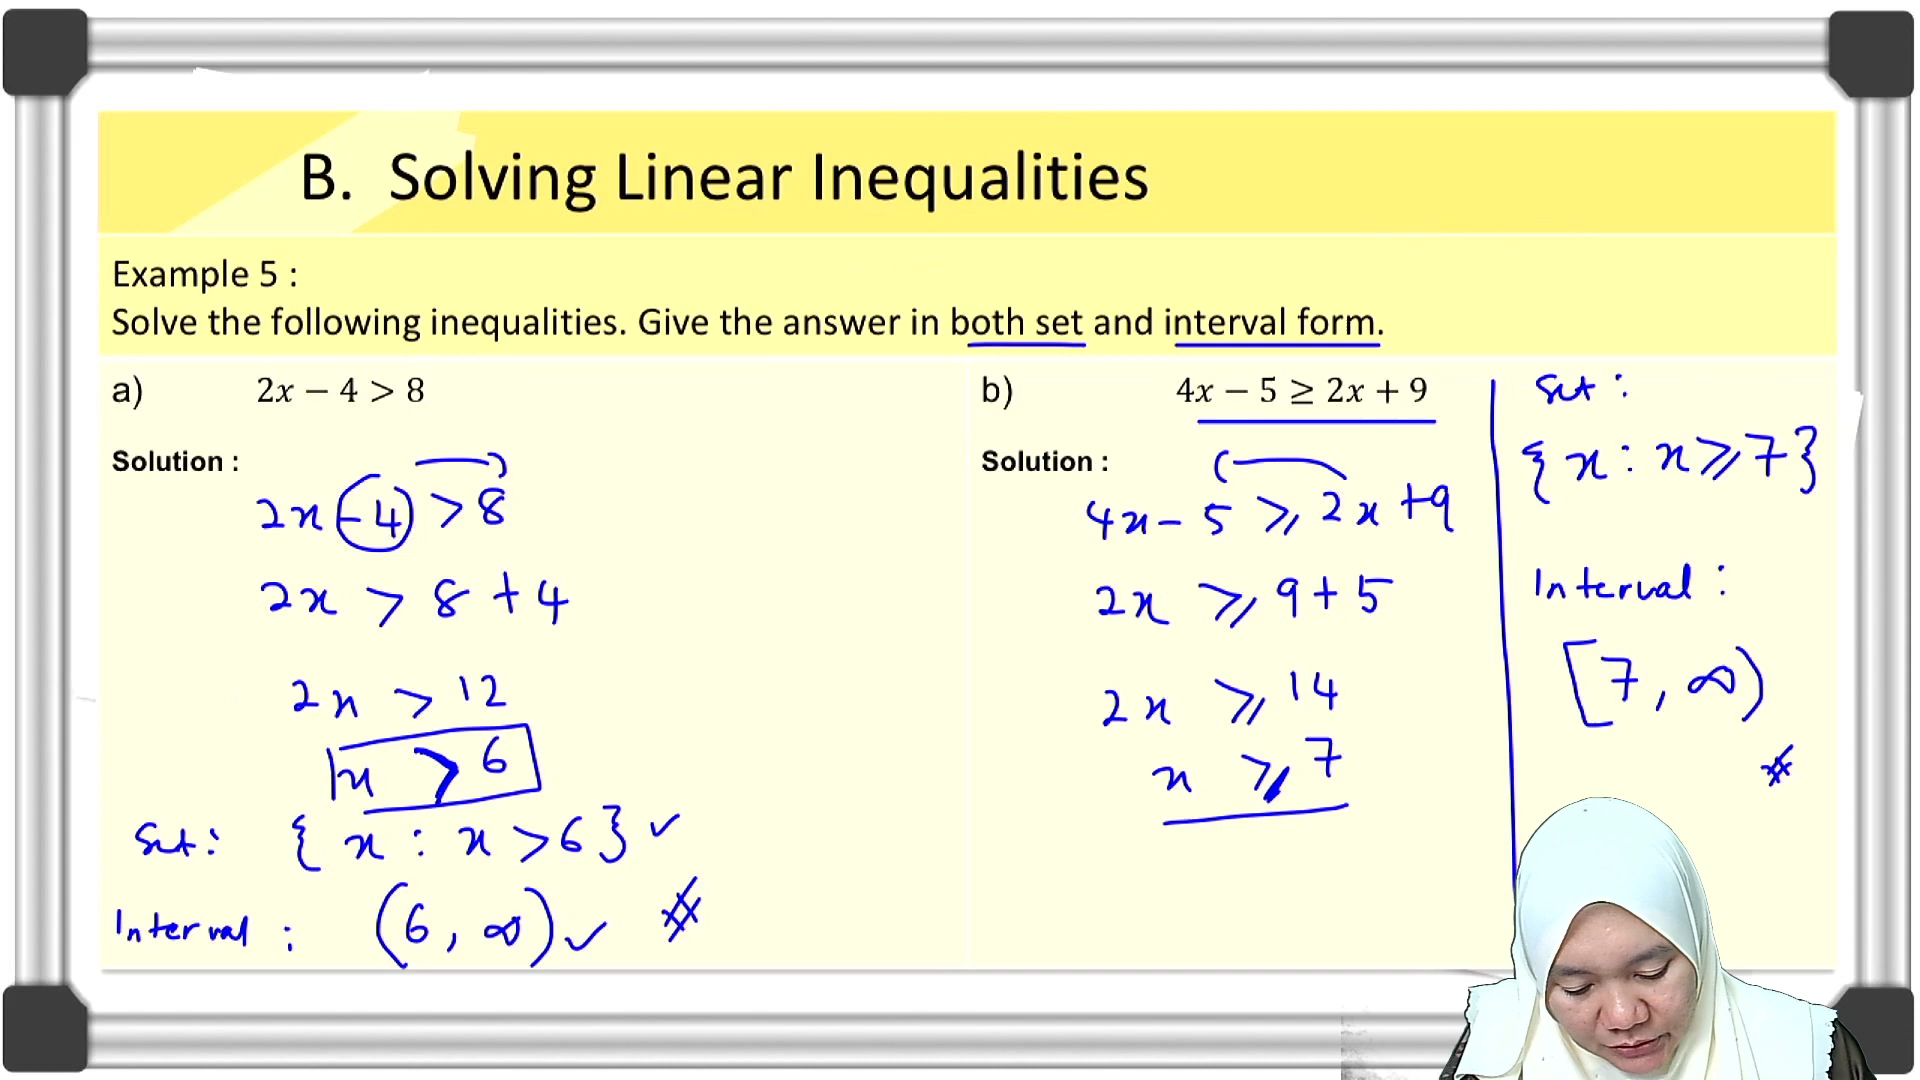 B. Solving Linear Inequalities
Example 5 :
Solve the following inequalities. Give the answer in both set and interval form.
a) 2x − 4 > 8
Solution :
2x −4 > 8
2x > 8 + 4
2x > 12
x > 6
Set: { x : x > 6 } ✓
Interval : (6, ∞) ✓ #
b) 4x − 5 ≥ 2x + 9
Solution :
4x − 5 ⩾ 2x + 9
2x ⩾ 9 + 5
2x ⩾ 14
x ⩾ 7
Set :
{ x : x ⩾ 7 }
Interval :
[7, ∞)
#